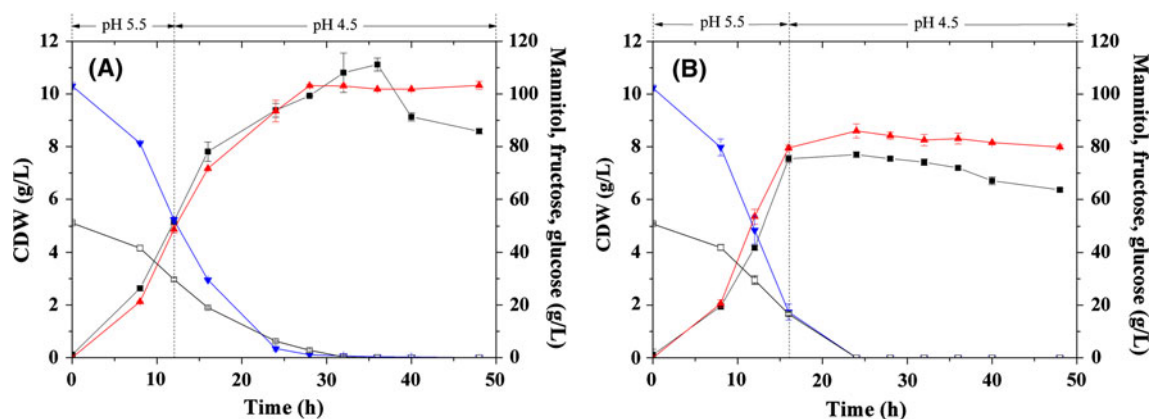 pH 5.5 pH 4.5
(A)
12 10 8 6 4 2 0
CDW (g/L)
120 100 80 60 40 20 0
Mannitol, fructose, glucose (g/L)
0 10 20 30 40 50
Time (h)
pH 5.5 pH 4.5
(B)
12 10 8 6 4 2 0
CDW (g/L)
120 100 80 60 40 20 0
Mannitol, fructose, glucose (g/L)
0 10 20 30 40 50
Time (h)